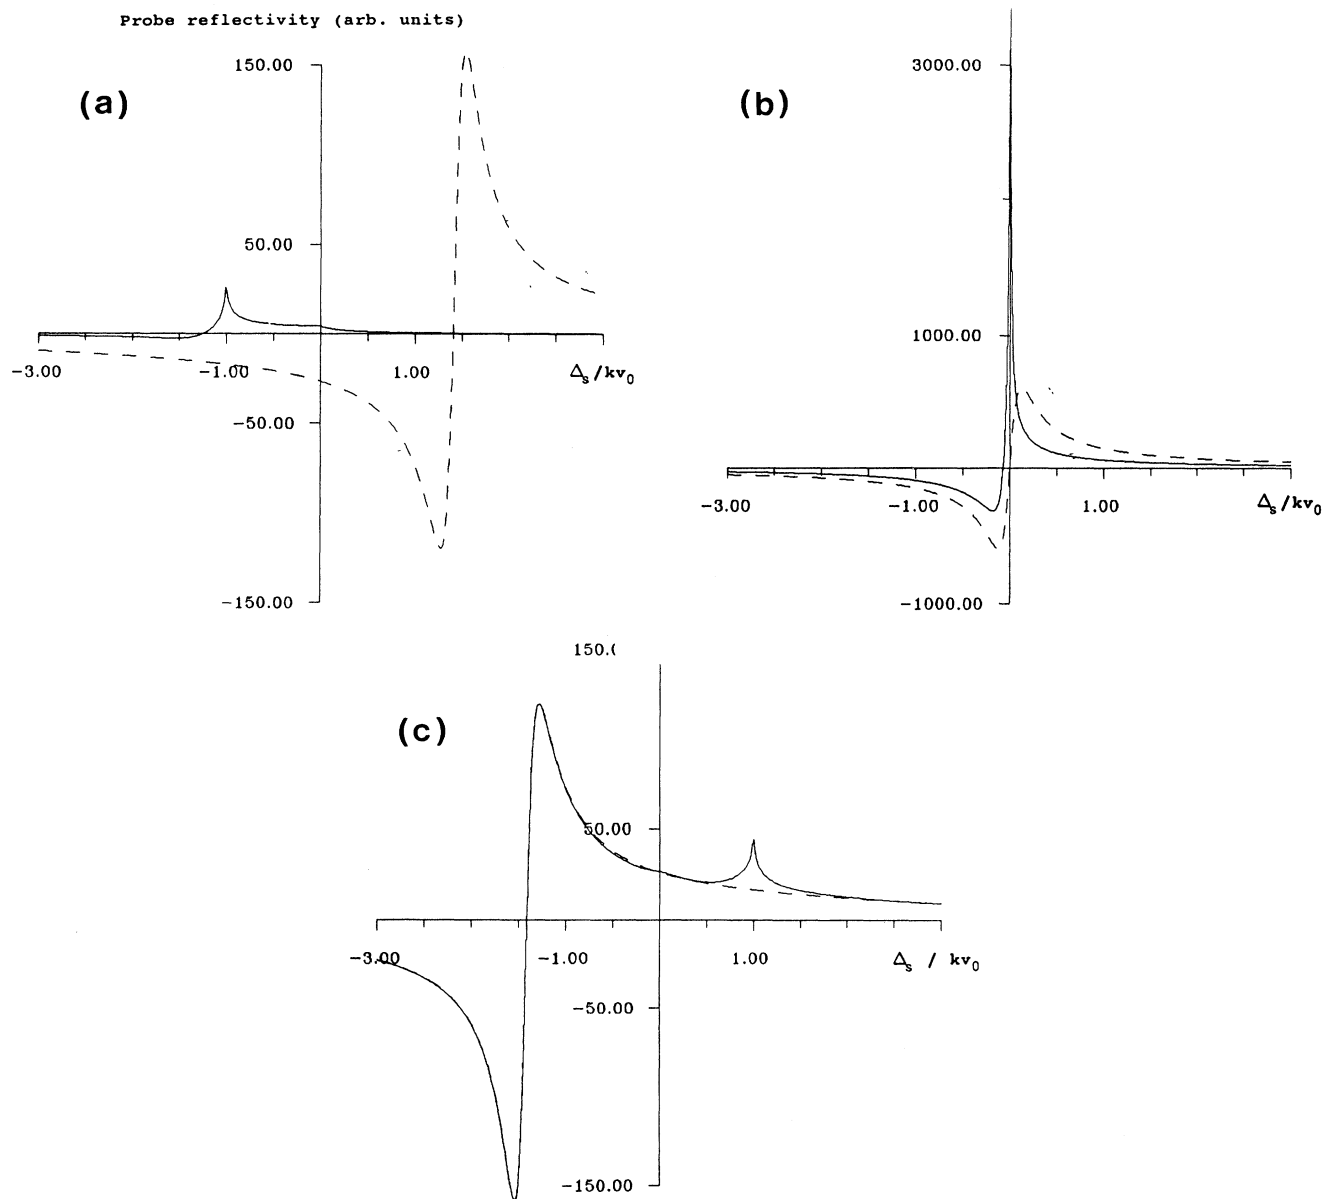 Probe reflectivity (arb. units)
(a)
150.00
50.00
-3.00 -1.00 1.00 Δs/kv0
-50.00
-150.00
(b)
3000.00
1000.00
-3.00 -1.00 1.00 Δs/kv0
-1000.00
150.(
(c)
50.00
-3.00 -1.00 1.00 Δs / kv0
-50.00
-150.00